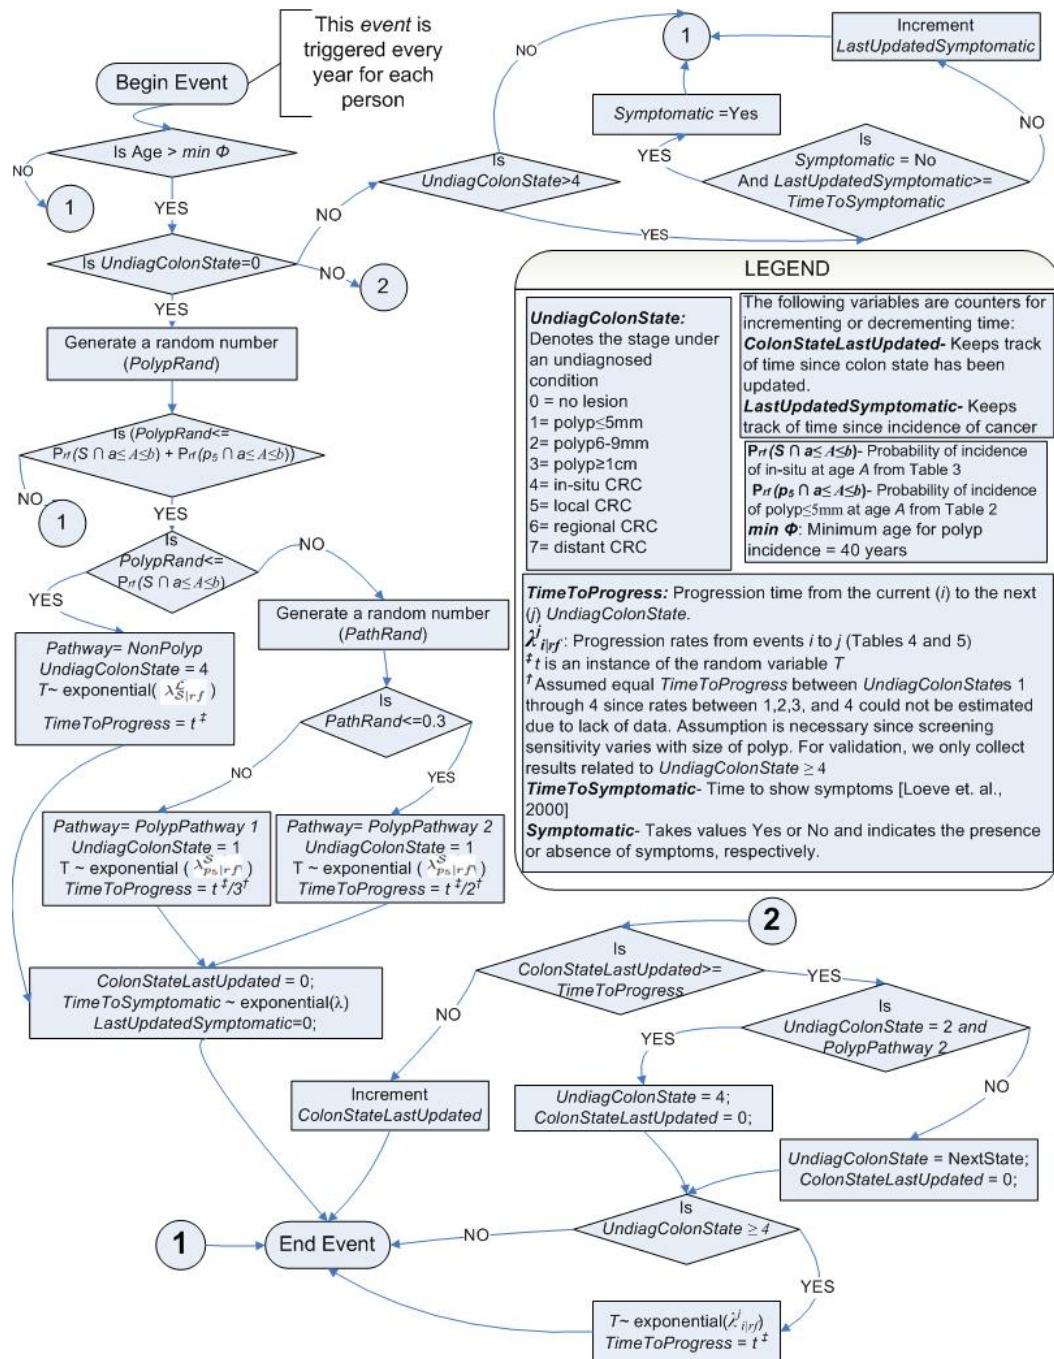 This event is
triggered every
year for each
person
Begin Event
Is Age > min Φ
NO
1
YES
Is UndiagColonState=0
NO
NO
2
YES
Generate a random number
(PolypRand)
Is (PolypRand<=
Prf(S ∩ a≤ A≤b) + Prf(p5 ∩ a≤ A≤b))
NO
1
YES
Is
PolypRand<=
Prf(S ∩ a≤ A≤b)
NO
YES
Generate a random number
(PathRand)
Pathway= NonPolyp
UndiagColonState = 4
T~ exponential( λ^L_S|rf )
TimeToProgress = t ‡
Is
PathRand<=0.3
NO
YES
Pathway= PolypPathway 1
UndiagColonState = 1
T ~ exponential ( λ^S_p5|rf )
TimeToProgress = t ‡/3†
Pathway= PolypPathway 2
UndiagColonState = 1
T ~ exponential ( λ^S_p5|rf )
TimeToProgress = t ‡/2†
ColonStateLastUpdated = 0;
TimeToSymptomatic ~ exponential(λ)
LastUpdatedSymptomatic=0;
NO
1
Increment
LastUpdatedSymptomatic
Symptomatic =Yes
Is
UndiagColonState>4
YES
YES
Is
Symptomatic = No
And LastUpdatedSymptomatic>=
TimeToSymptomatic
NO
LEGEND
UndiagColonState:
Denotes the stage under
an undiagnosed
condition
0 = no lesion
1= polyp≤5mm
2= polyp6-9mm
3= polyp≥1cm
4= in-situ CRC
5= local CRC
6= regional CRC
7= distant CRC
The following variables are counters for
incrementing or decrementing time:
ColonStateLastUpdated- Keeps track
of time since colon state has been
updated.
LastUpdatedSymptomatic- Keeps
track of time since incidence of cancer
Prf(S ∩ a≤ A≤b)- Probability of incidence
of in-situ at age A from Table 3
Prf(p5 ∩ a≤ A≤b)- Probability of incidence
of polyp≤5mm at age A from Table 2
min Φ: Minimum age for polyp
incidence = 40 years
TimeToProgress: Progression time from the current (i) to the next
(j) UndiagColonState.
λ^j_i|rf : Progression rates from events i to j (Tables 4 and 5)
‡ t is an instance of the random variable T
† Assumed equal TimeToProgress between UndiagColonStates 1
through 4 since rates between 1,2,3, and 4 could not be estimated
due to lack of data. Assumption is necessary since screening
sensitivity varies with size of polyp. For validation, we only collect
results related to UndiagColonState ≥ 4
TimeToSymptomatic- Time to show symptoms [Loeve et. al.,
2000]
Symptomatic- Takes values Yes or No and indicates the presence
or absence of symptoms, respectively.
2
Is
ColonStateLastUpdated>=
TimeToProgress
YES
NO
Is
UndiagColonState = 2 and
PolypPathway 2
YES
NO
Increment
ColonStateLastUpdated
UndiagColonState = 4;
ColonStateLastUpdated = 0;
UndiagColonState = NextState;
ColonStateLastUpdated = 0;
Is
UndiagColonState ≥ 4
NO
YES
1
End Event
T~ exponential(λ^j_i|rf)
TimeToProgress = t ‡